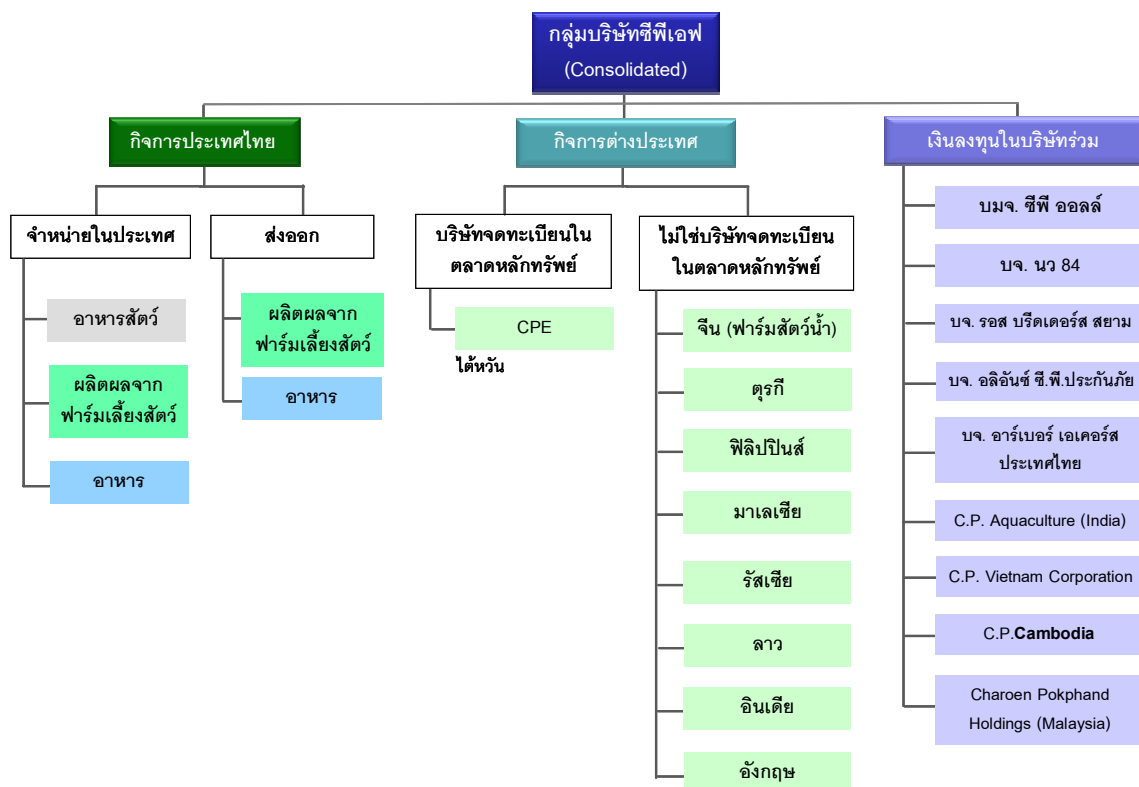 กลุ่มบริษัทซีพีเอฟ
(Consolidated)
กิจการประเทศไทย
กิจการต่างประเทศ
เงินลงทุนในบริษัทร่วม
จำหน่ายในประเทศ
ส่งออก
อาหารสัตว์
ผลิตผลจาก
ฟาร์มเลี้ยงสัตว์
อาหาร
ผลิตผลจาก
ฟาร์มเลี้ยงสัตว์
อาหาร
บริษัทจดทะเบียนใน
ตลาดหลักทรัพย์
CPE
ไต้หวัน
ไม่ใช่บริษัทจดทะเบียน
ในตลาดหลักทรัพย์
จีน (ฟาร์มสัตว์น้ำ)
ตุรกี
ฟิลิปปินส์
มาเลเซีย
รัสเซีย
ลาว
อินเดีย
อังกฤษ
บมจ. ซีพี ออลล์
บจ. นว 84
บจ. รอส บรีดเดอร์ส สยาม
บจ. อลิอันซ์ ซี.พี.ประกันภัย
บจ. อาร์เบอร์ เอเคอร์ส
ประเทศไทย
C.P. Aquaculture (India)
C.P. Vietnam Corporation
C.P.Cambodia
Charoen Pokphand
Holdings (Malaysia)